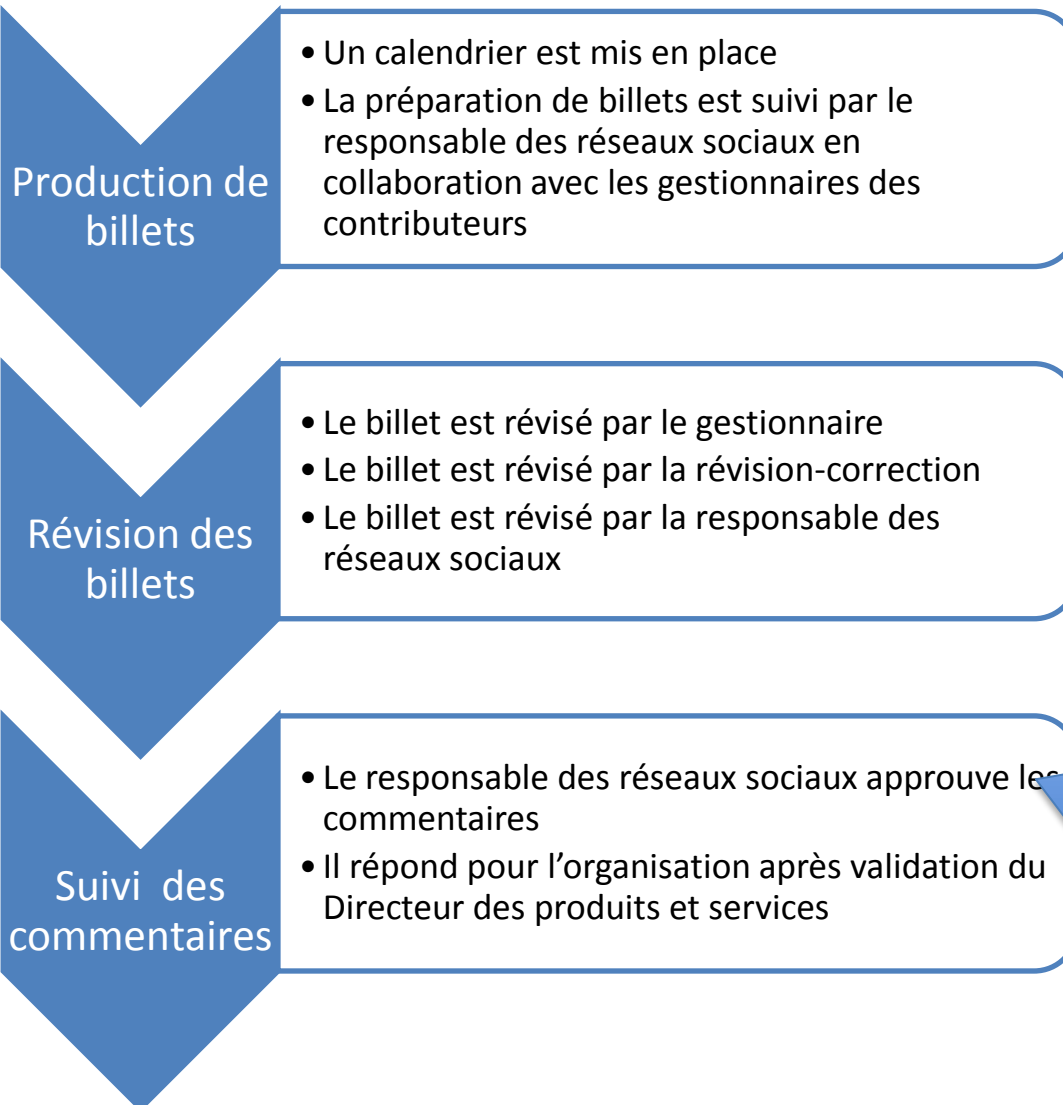 Production de
billets
• Un calendrier est mis en place
• La préparation de billets est suivi par le
responsable des réseaux sociaux en
collaboration avec les gestionnaires des
contributeurs
Révision des
billets
• Le billet est révisé par le gestionnaire
• Le billet est révisé par la révision-correction
• Le billet est révisé par la responsable des
réseaux sociaux
Suivi des
commentaires
• Le responsable des réseaux sociaux approuve les
commentaires
• Il répond pour l’organisation après validation du
Directeur des produits et services